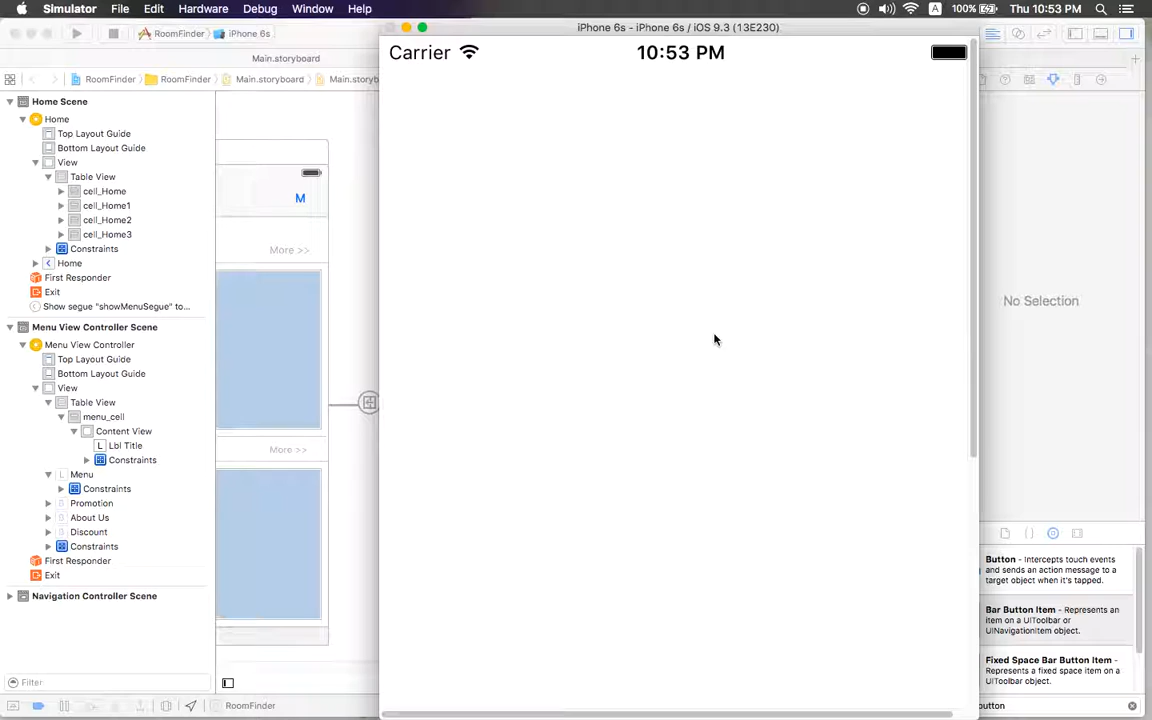 Simulator File Edit Hardware Debug Window Help
A 100% Thu 10:53 PM
RoomFinder iPhone 6s
iPhone 6s - iPhone 6s / iOS 9.3 (13E230)
Main.storyboard
RoomFinder RoomFinder Main.storyboard Main.storyb
Carrier 10:53 PM
Home Scene
Home
Top Layout Guide
Bottom Layout Guide
View
Table View
cell_Home
cell_Home1
cell_Home2
cell_Home3
Constraints
Home
First Responder
Exit
Show segue "showMenuSegue" to...
Menu View Controller Scene
Menu View Controller
Top Layout Guide
Bottom Layout Guide
View
Table View
menu_cell
Content View
L Lbl Title
Constraints
L Menu
Constraints
Promotion
About Us
Discount
Constraints
First Responder
Exit
Navigation Controller Scene
Filter
M
More >>
More >>
RoomFinder
No Selection
Button - Intercepts touch events
and sends an action message to a
target object when it's tapped.
Bar Button Item - Represents an
item on a UIToolbar or
UINavigationItem object.
Fixed Space Bar Button Item -
Represents a fixed space item on a
UIToolbar object.
button